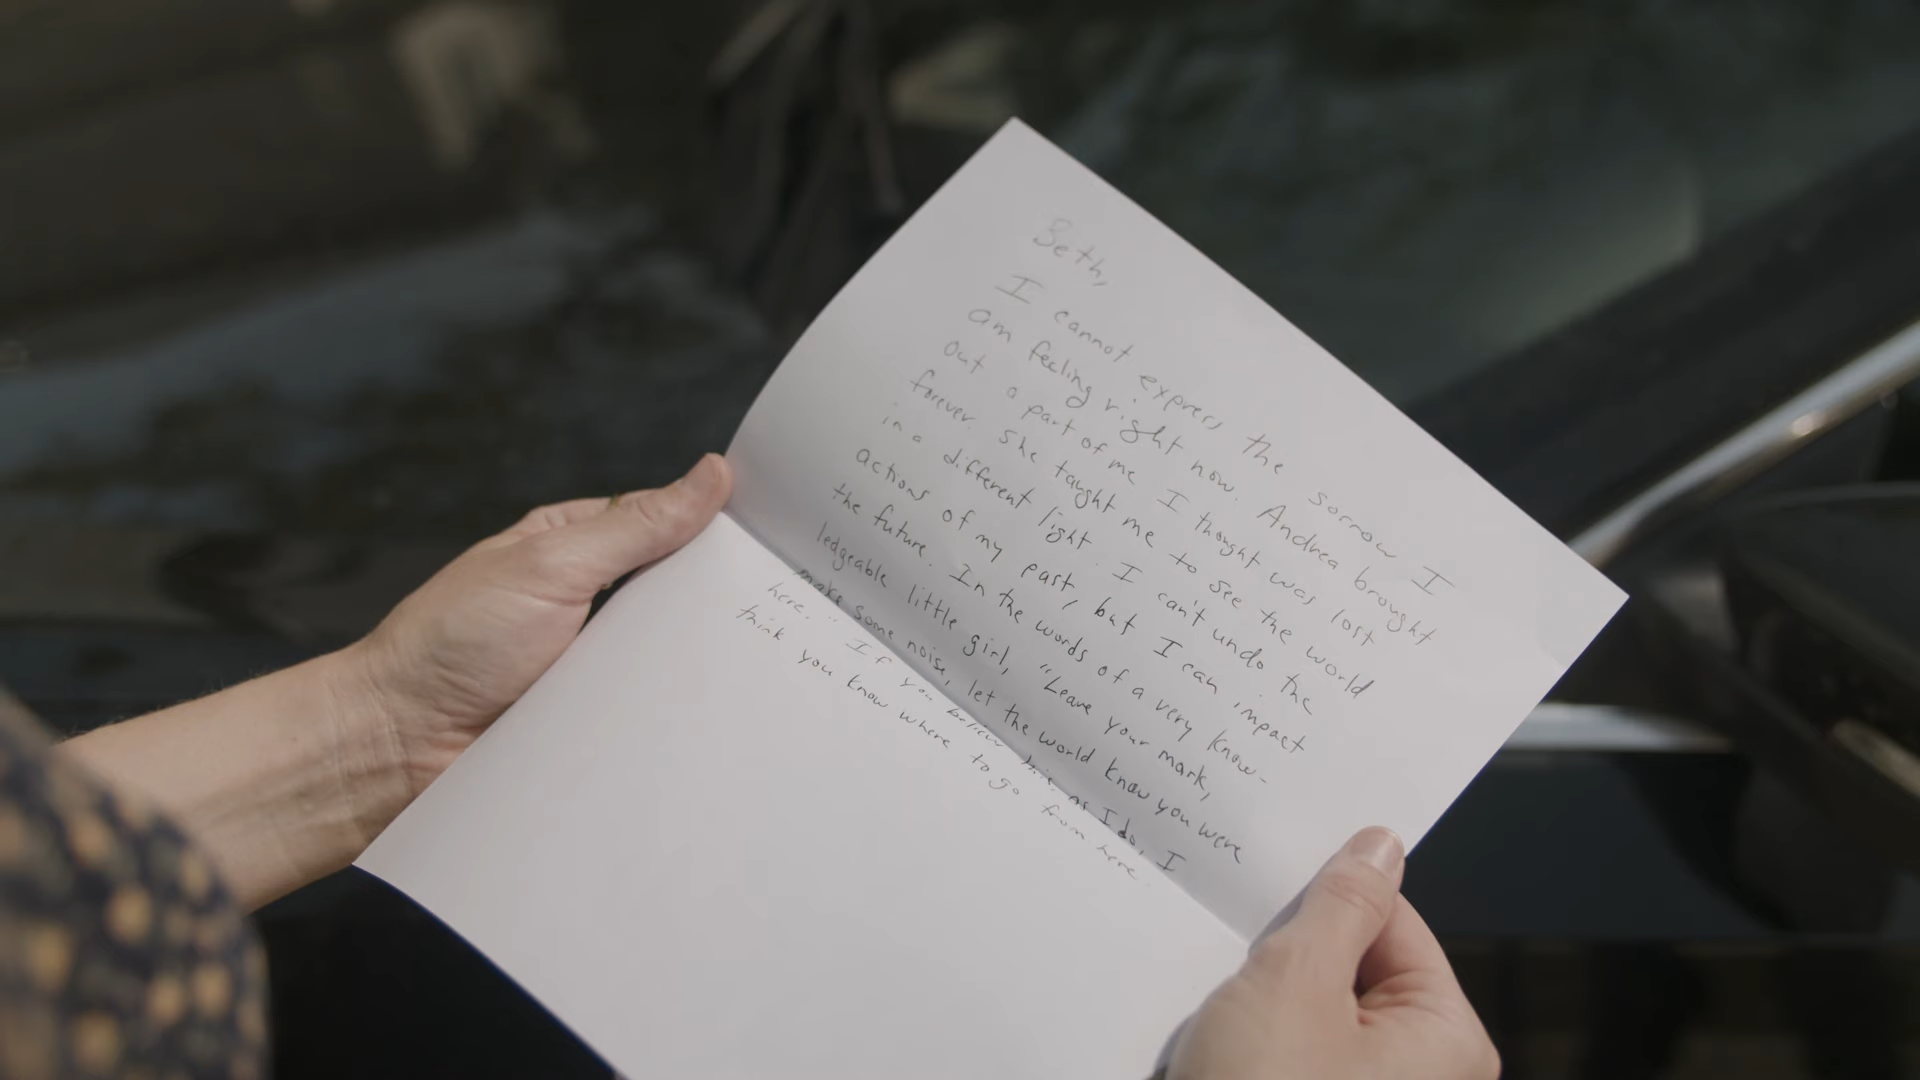 Beth,
I cannot express the sorrow I
am feeling right now. Andrea brought
out a part of me I thought was lost
forever. She taught me to see the world
in a different light. I can't undo the
actions of my past, but I can impact
the future. In the words of a very know-
ledgeable little girl, "Leave your mark,
make some noise, let the world know you were
here." If you believe this as I do, I
think you know where to go from here.